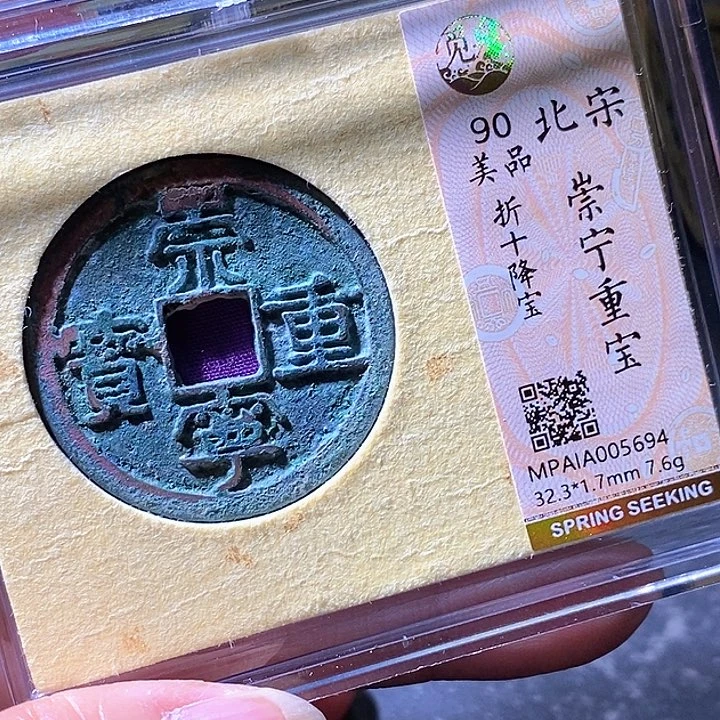 崇
寧
重
寶
觅
北宋
90
美品
崇宁重宝
折十降宝
MPAIA005694
32.3*1.7mm 7.6g
SPRING SEEKING